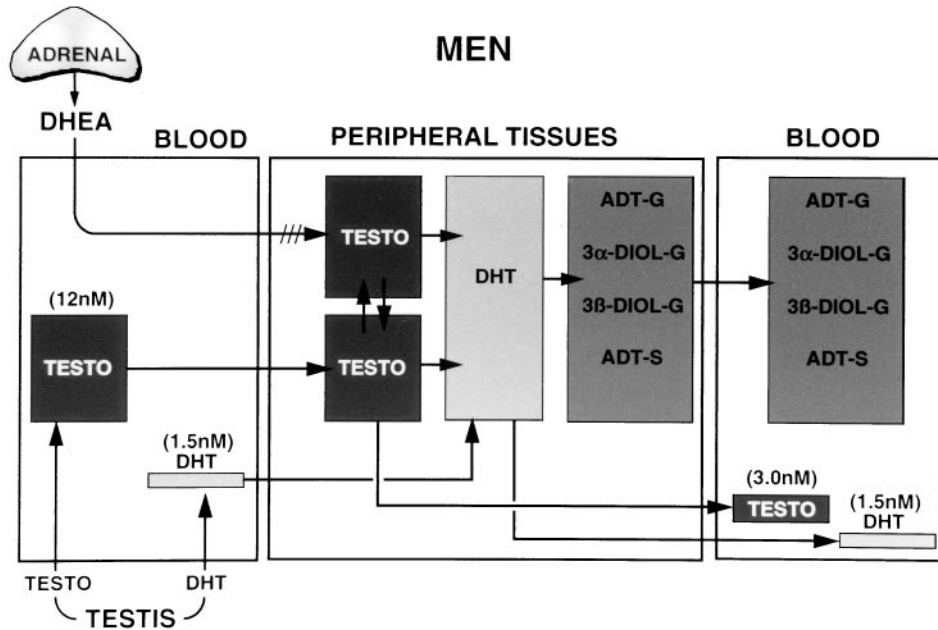 ADRENAL
MEN
DHEA
BLOOD
PERIPHERAL TISSUES
BLOOD
TESTO
DHT
ADT-G
3α-DIOL-G
3ß-DIOL-G
ADT-S
ADT-G
3α-DIOL-G
3ß-DIOL-G
ADT-S
(12nM)
TESTO
TESTO
(1.5nM)
DHT
(3.0nM)
TESTO
(1.5nM)
DHT
TESTO
DHT
TESTIS